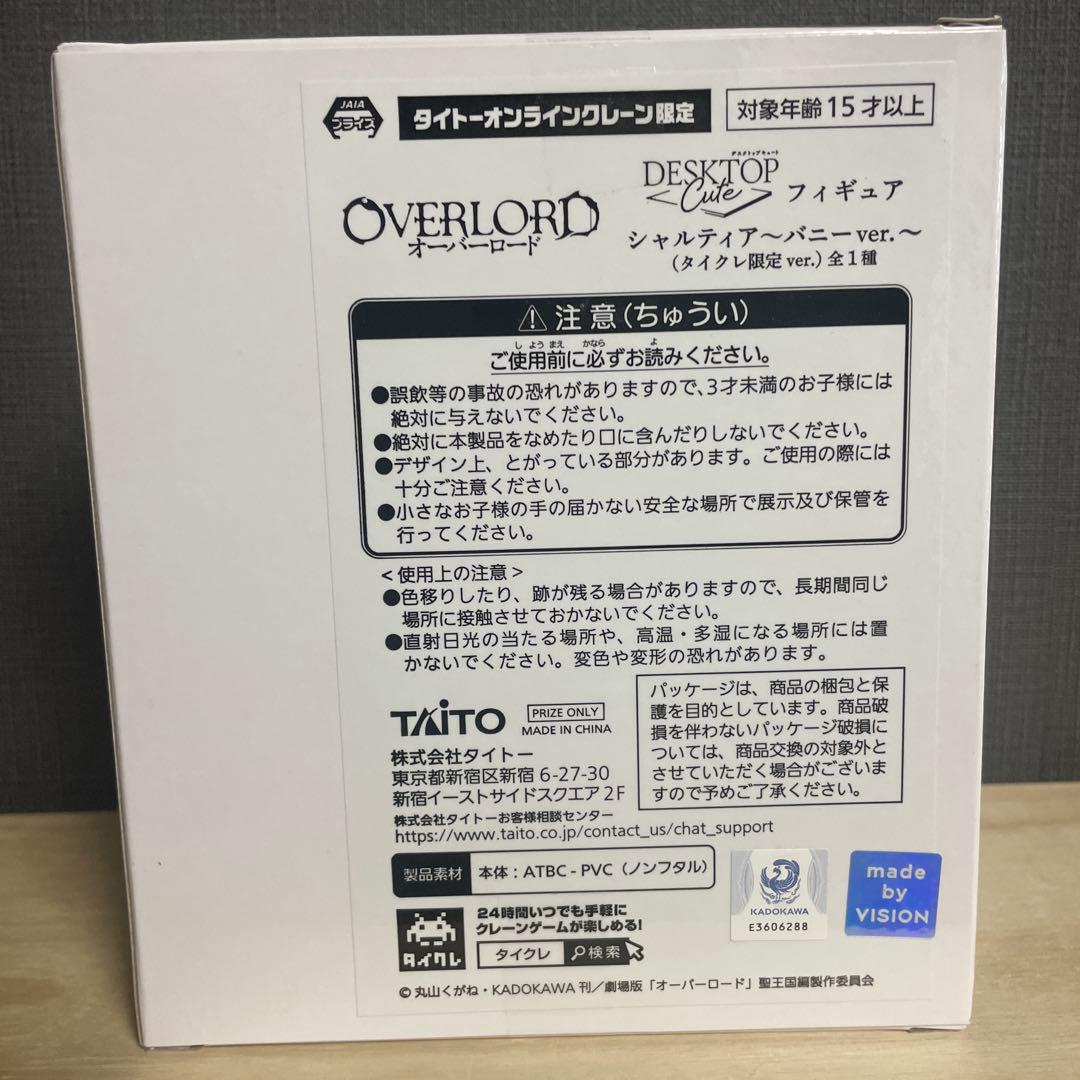 JAIA
プライズ
タイトーオンラインクレーン限定
対象年齢15才以上
OVERLORD
オーバーロード
デスクトップキュート
DESKTOP
Cute
フィギュア
シャルティア～バニーver.～
(タイクレ限定ver.) 全1種
注意(ちゅうい)
し よう まえ かなら よ
ご使用前に必ずお読みください。
●誤飲等の事故の恐れがありますので、3才未満のお子様には
絶対に与えないでください。
●絶対に本製品をなめたり口に含んだりしないでください。
●デザイン上、とがっている部分があります。ご使用の際には
十分ご注意ください。
●小さなお子様の手の届かない安全な場所で展示及び保管を
行ってください。
<使用上の注意>
●色移りしたり、跡が残る場合がありますので、長期間同じ
場所に接触させておかないでください。
●直射日光の当たる場所や、高温・多湿になる場所には置
かないでください。変色や変形の恐れがあります。
TAITO
PRIZE ONLY
MADE IN CHINA
株式会社タイトー
東京都新宿区新宿6-27-30
新宿イーストサイドスクエア2F
株式会社タイトーお客様相談センター
https://www.taito.co.jp/contact_us/chat_support
パッケージは、商品の梱包と保
護を目的としています。商品破
損を伴わないパッケージ破損に
ついては、商品交換の対象外と
させていただく場合がございま
すので予めご了承ください。
製品素材
本体：ATBC-PVC（ノンフタル）
KADOKAWA
E3606288
made
by
VISION
タイクレ
24時間いつでも手軽に
クレーンゲームが楽しめる!
タイクレ 検索
©丸山くがね・KADOKAWA刊／劇場版「オーバーロード」聖王国編製作委員会